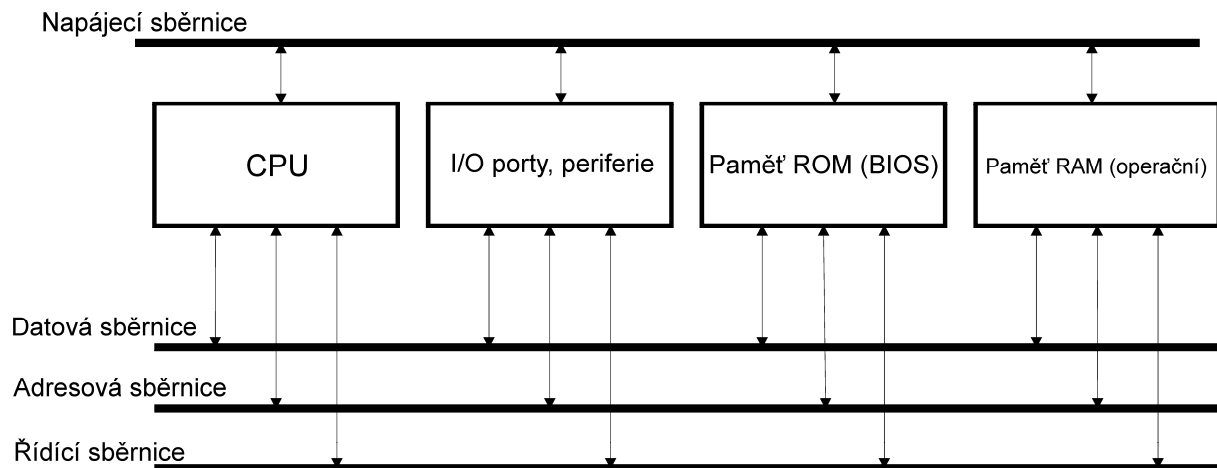 Napájecí sběrnice
CPU
I/O porty, periferie
Paměť ROM (BIOS)
Paměť RAM (operační)
Datová sběrnice
Adresová sběrnice
Řídící sběrnice